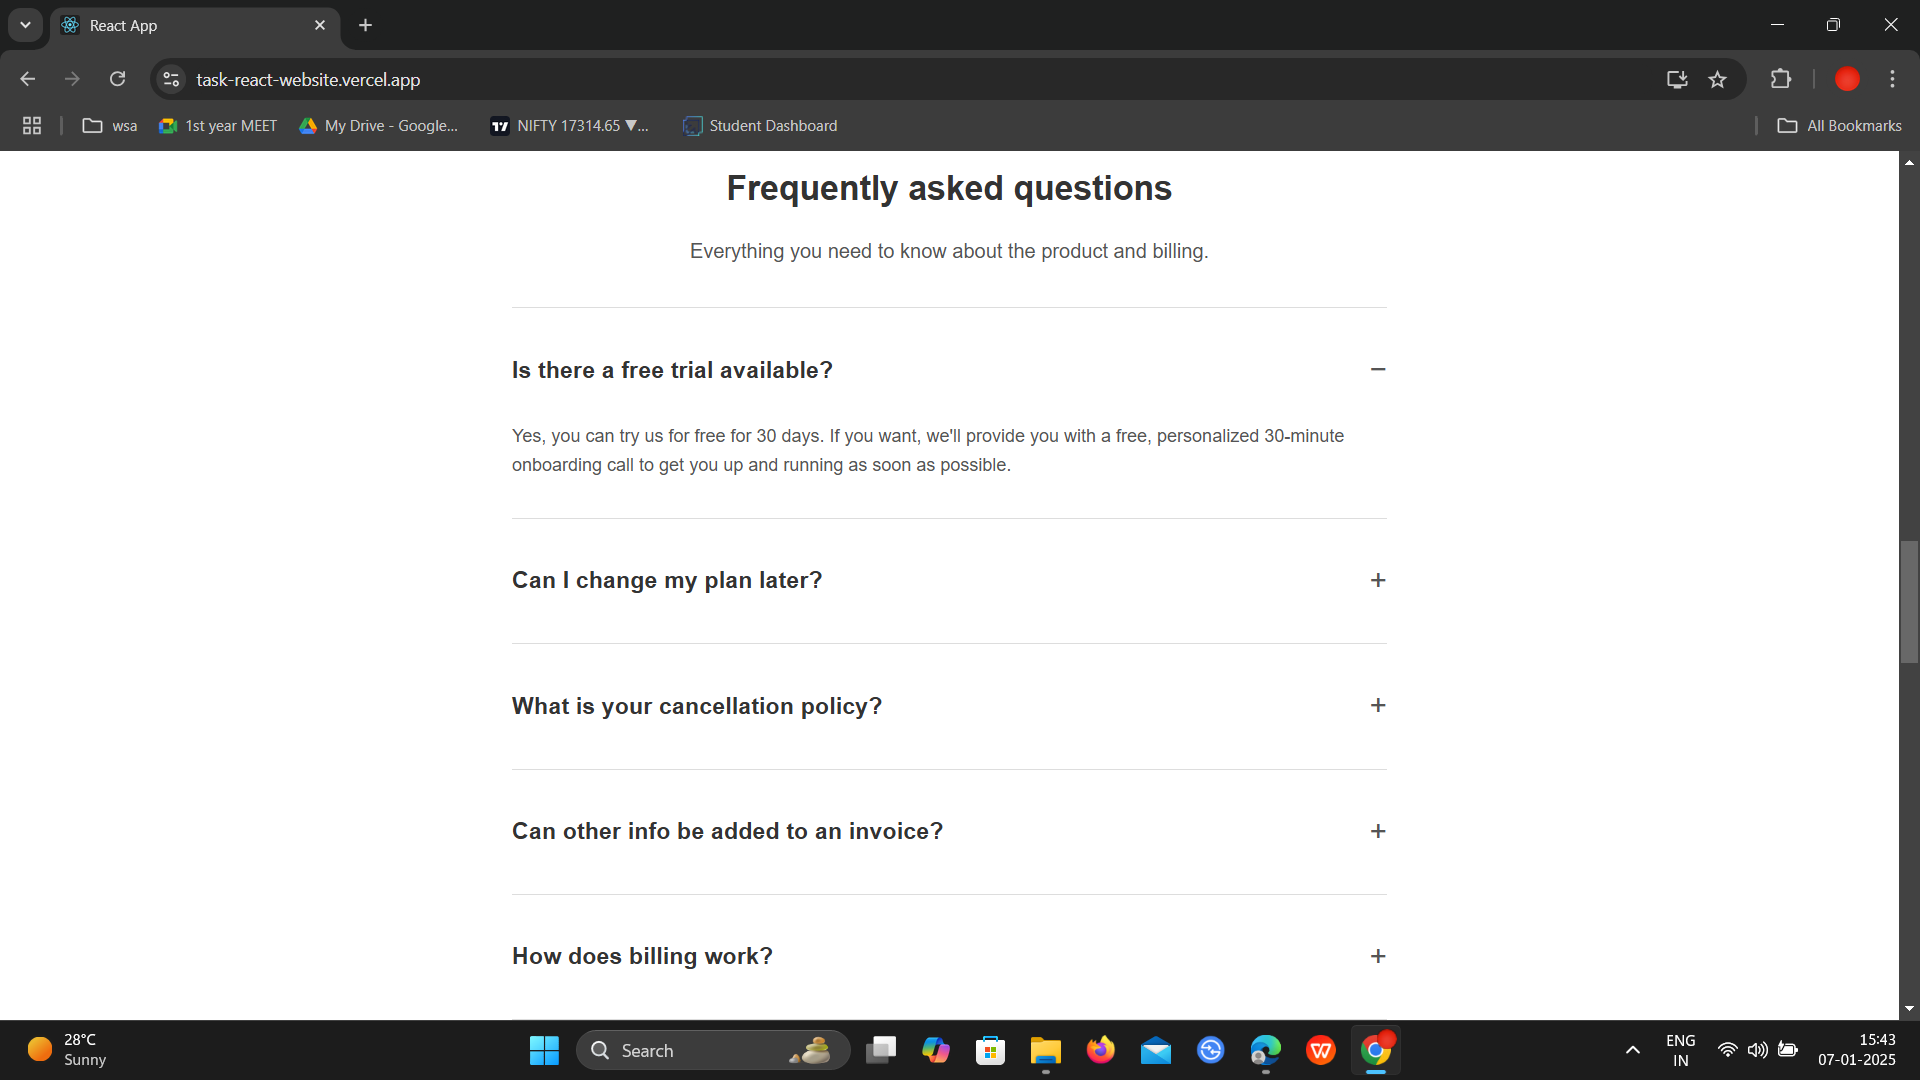 React App
task-react-website.vercel.app
wsa
1st year MEET
My Drive - Google...
NIFTY 17314.65 ▼...
Student Dashboard
All Bookmarks
Frequently asked questions
Everything you need to know about the product and billing.
Is there a free trial available?
−
Yes, you can try us for free for 30 days. If you want, we'll provide you with a free, personalized 30-minute
onboarding call to get you up and running as soon as possible.
Can I change my plan later?
+
What is your cancellation policy?
+
Can other info be added to an invoice?
+
How does billing work?
+
28°C
Sunny
Search
ENG
IN
15:43
07-01-2025